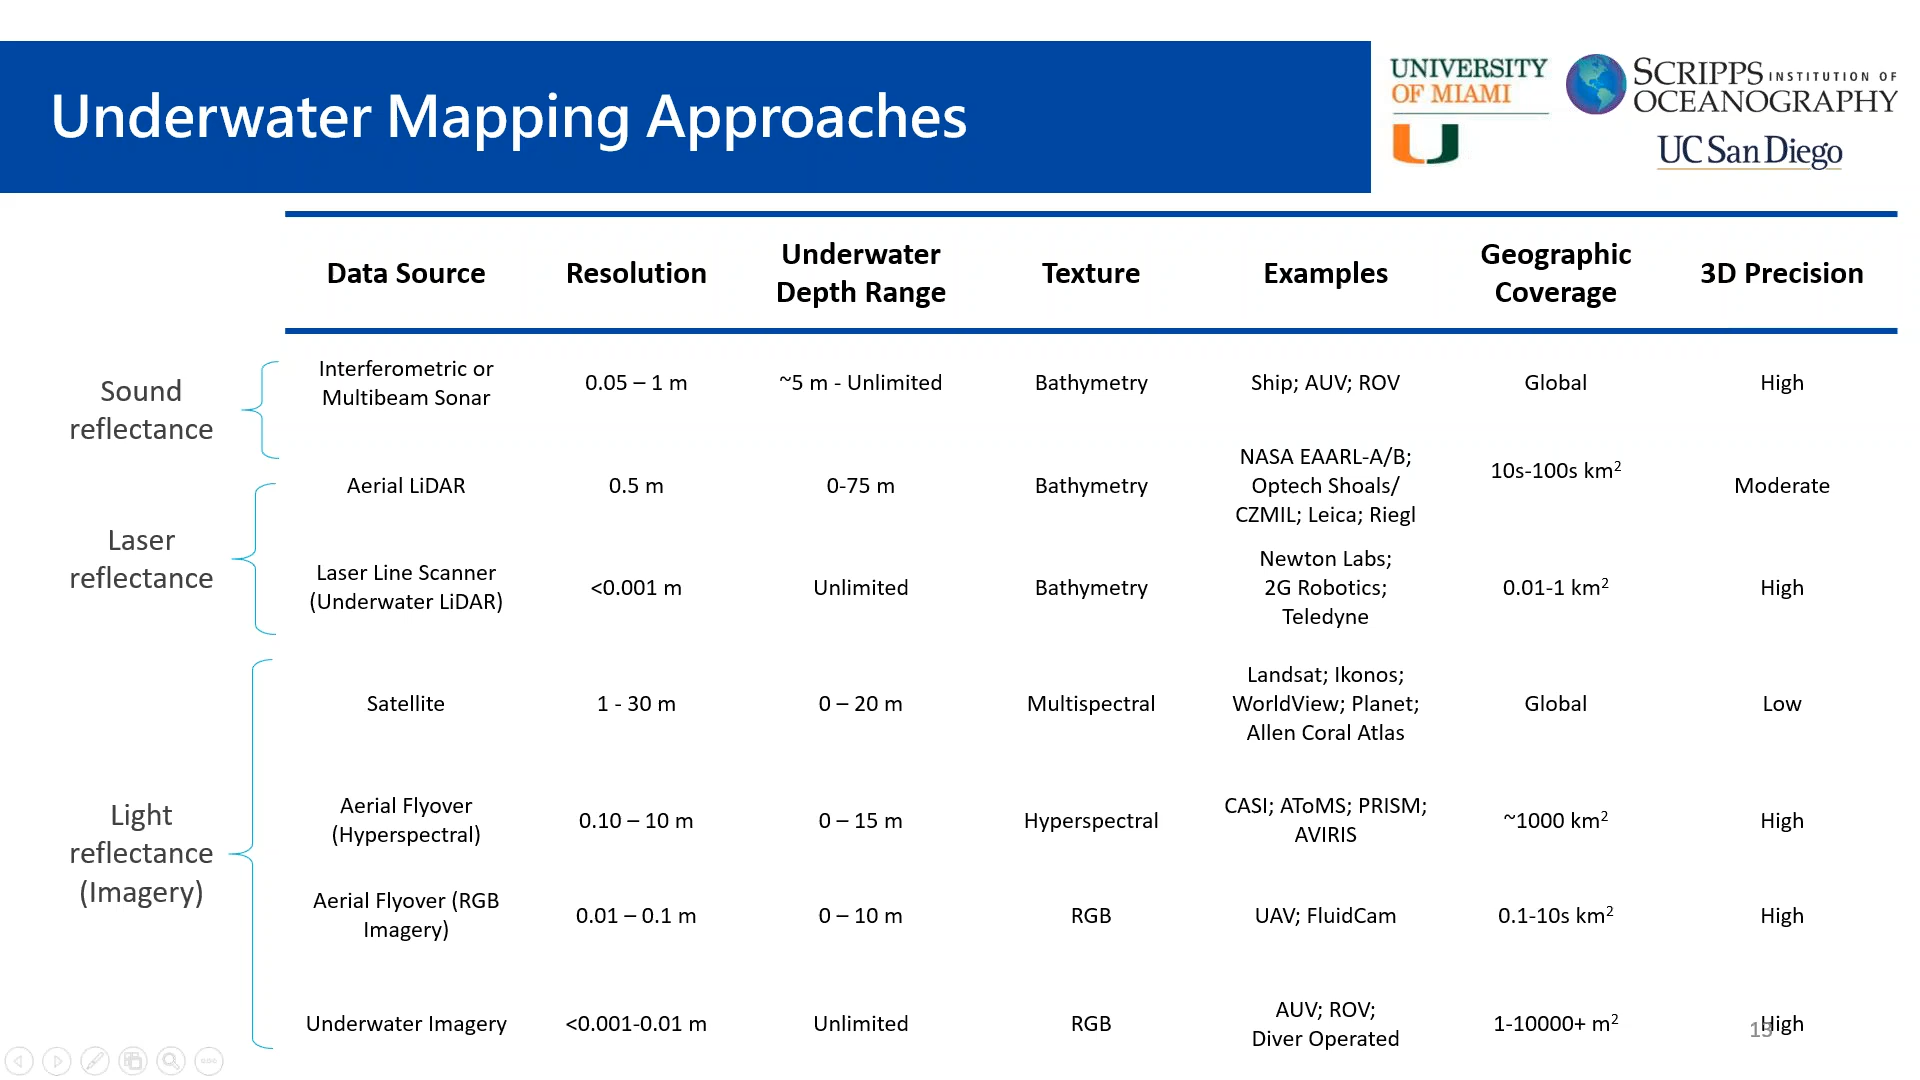 Underwater Mapping Approaches
UNIVERSITY
OF MIAMI
SCRIPPS INSTITUTION OF
OCEANOGRAPHY
UC San Diego
Data Source
Resolution
Underwater
Depth Range
Texture
Examples
Geographic
Coverage
3D Precision
Sound
reflectance
Interferometric or
Multibeam Sonar
0.05 – 1 m
~5 m - Unlimited
Bathymetry
Ship; AUV; ROV
Global
High
Laser
reflectance
Aerial LiDAR
0.5 m
0-75 m
Bathymetry
NASA EAARL-A/B;
Optech Shoals/
CZMIL; Leica; Riegl
10s-100s km²
Moderate
Laser Line Scanner
(Underwater LiDAR)
<0.001 m
Unlimited
Bathymetry
Newton Labs;
2G Robotics;
Teledyne
0.01-1 km²
High
Light
reflectance
(Imagery)
Satellite
1 - 30 m
0 – 20 m
Multispectral
Landsat; Ikonos;
WorldView; Planet;
Allen Coral Atlas
Global
Low
Aerial Flyover
(Hyperspectral)
0.10 – 10 m
0 – 15 m
Hyperspectral
CASI; AToMS; PRISM;
AVIRIS
~1000 km²
High
Aerial Flyover (RGB
Imagery)
0.01 – 0.1 m
0 – 10 m
RGB
UAV; FluidCam
0.1-10s km²
High
Underwater Imagery
<0.001-0.01 m
Unlimited
RGB
AUV; ROV;
Diver Operated
1-10000+ m²
High